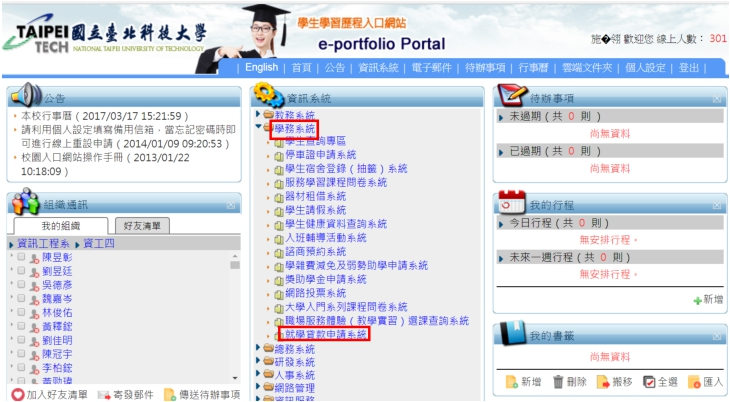 TAIPEI TECH 國立臺北科技大學
NATIONAL TAIPEI UNIVERSITY OF TECHNOLOGY
學生學習歷程入口網站
e-portfolio Portal
施�翎 歡迎您 線上人數： 301
| English | 首頁 | 公告 | 資訊系統 | 電子郵件 | 待辦事項 | 行事曆 | 雲端文件夾 | 個人設定 | 登出 |
公告
本校行事曆（2017/03/17 15:21:59）
請利用個人設定填寫備用信箱，當忘記密碼時即
可進行線上重設申請（2014/01/09 09:20:53）
校園入口網站操作手冊（2013/01/22
10:18:09）
組織通訊
我的組織
好友清單
資訊工程系
資工四
陳昱彰
劉昱廷
吳德彥
魏嘉岑
林俊佑
黃釋鋐
劉佳明
陳冠宇
李柏鋐
黃勁瑋
加入好友清單
寄發郵件
傳送待辦事項
資訊系統
教務系統
學務系統
學生查詢專區
停車證申請系統
學生宿舍登錄（抽籤）系統
服務學習課程問卷系統
器材租借系統
學生請假系統
學生健康資料查詢系統
入班輔導活動系統
諮商預約系統
學雜費減免及弱勢助學申請系統
獎助學金申請系統
網路投票系統
大學入門系列課程問卷系統
職場服務體驗（教學實習）選課查詢系統
就學貸款申請系統
總務系統
研發系統
人事系統
網路管理
資訊服務
待辦事項
未過期（共 0 則）
尚無資料
已過期（共 0 則）
尚無資料
我的行程
今日行程（共 0 則）
無安排行程。
未來一週行程（共 0 則）
無安排行程。
新增
我的書籤
尚無資料
新增
刪除
搬移
全選
匯入